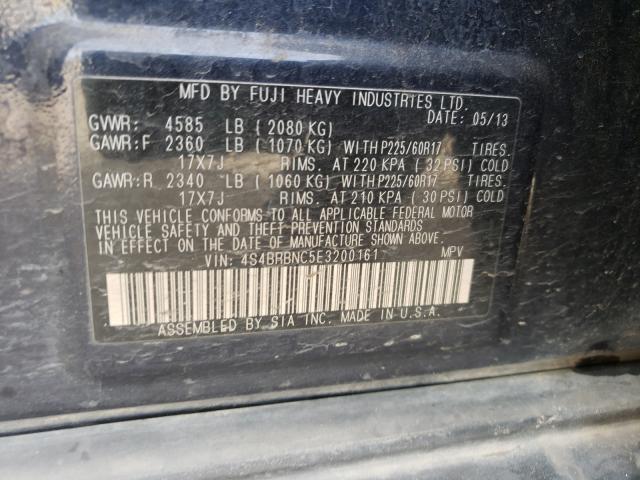 MFD BY FUJI HEAVY INDUSTRIES LTD.
DATE: 05/13
GVWR: 4585 LB ( 2080 KG)
GAWR:F 2360 LB ( 1070 KG) WITH P225/60R17 TIRES.
17X7J RIMS. AT 220 KPA ( 32 PSI) COLD
GAWR:R 2340 LB ( 1060 KG) WITH P225/60R17 TIRES.
17X7J RIMS. AT 210 KPA ( 30 PSI) COLD
THIS VEHICLE CONFORMS TO ALL APPLICABLE FEDERAL MOTOR
VEHICLE SAFETY AND THEFT PREVENTION STANDARDS
IN EFFECT ON THE DATE OF MANUFACTURE SHOWN ABOVE.
VIN: 4S4BRBNC5E3200161 MPV
ASSEMBLED BY SIA INC. MADE IN U.S.A.